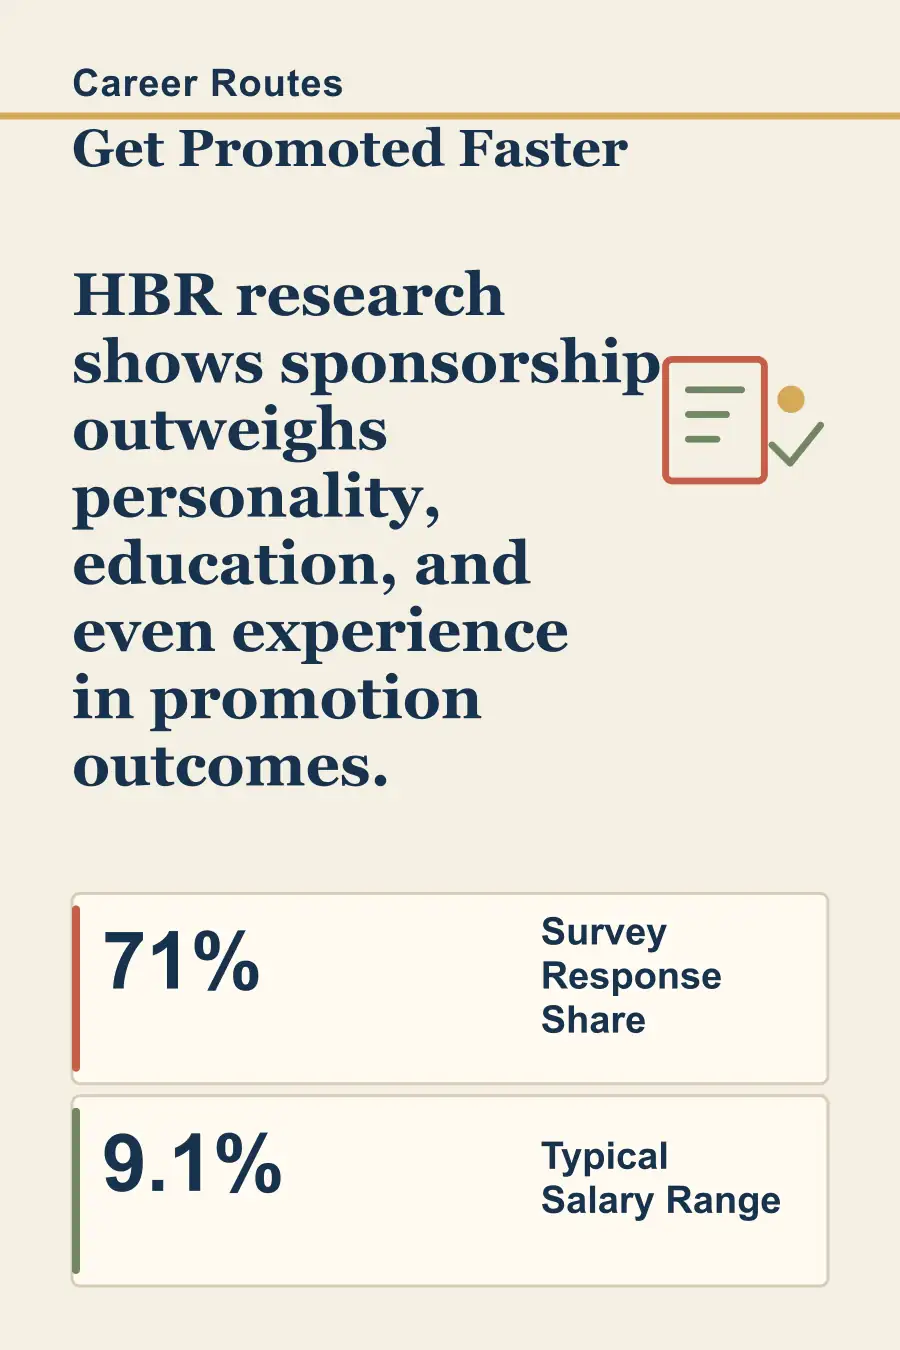 Career Routes
Get Promoted Faster
HBR research
shows sponsorship
outweighs
personality,
education, and
even experience
in promotion
outcomes.
71%
Survey
Response
Share
9.1%
Typical
Salary Range